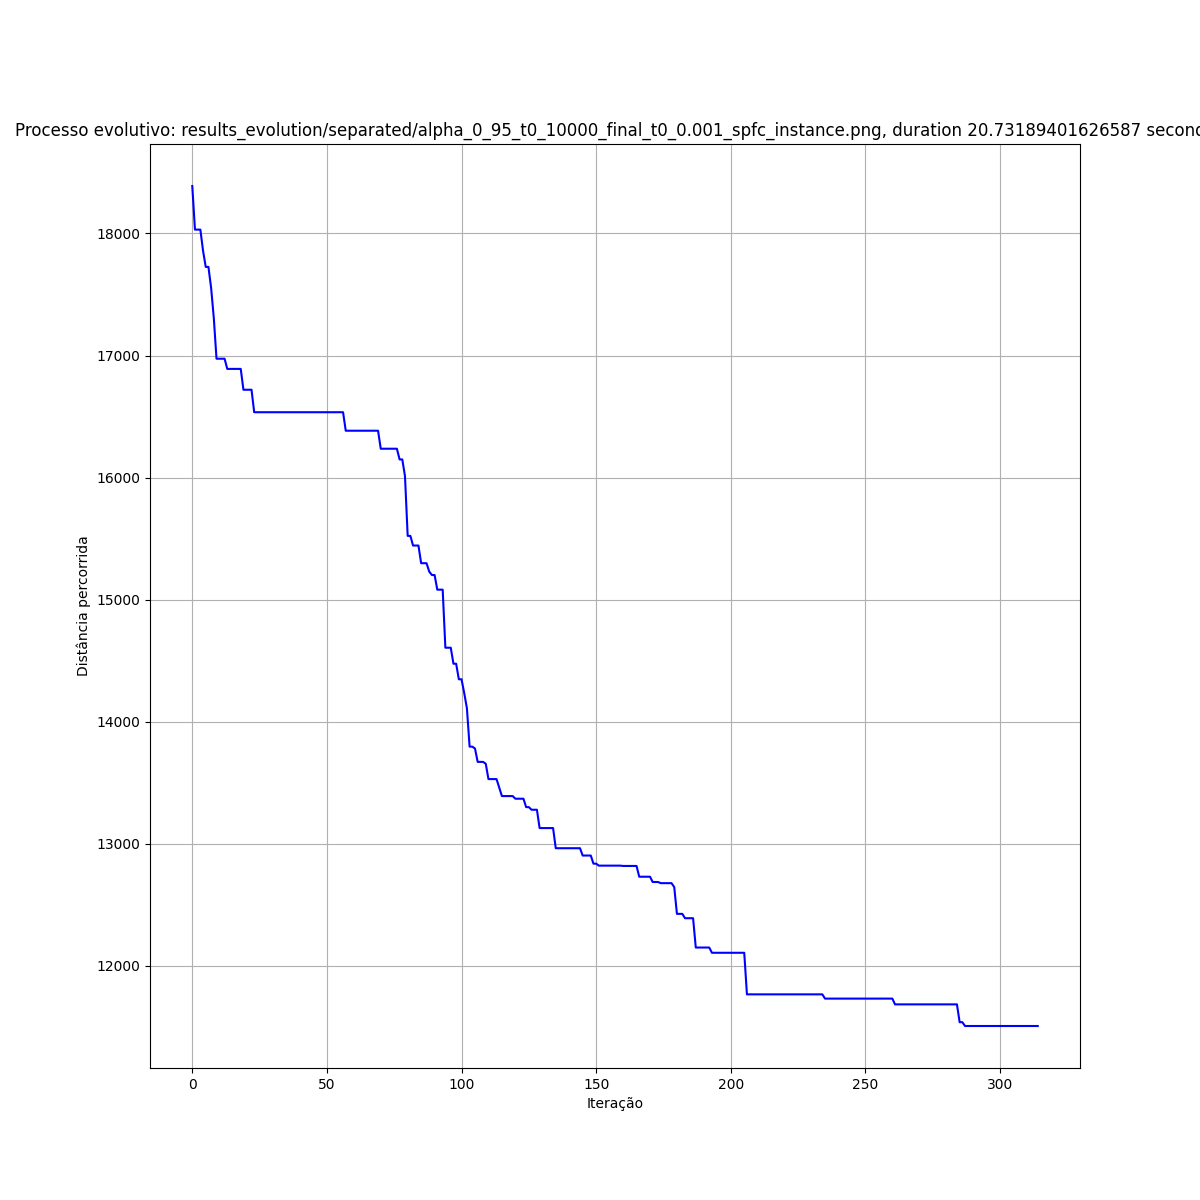 Processo evolutivo: results_evolution/separated/alpha_0_95_t0_10000_final_t0_0.001_spfc_instance.png, duration 20.73189401626587 secon
18000
17000
16000
15000
14000
13000
12000
Distância percorrida
0 50 100 150 200 250 300
Iteração